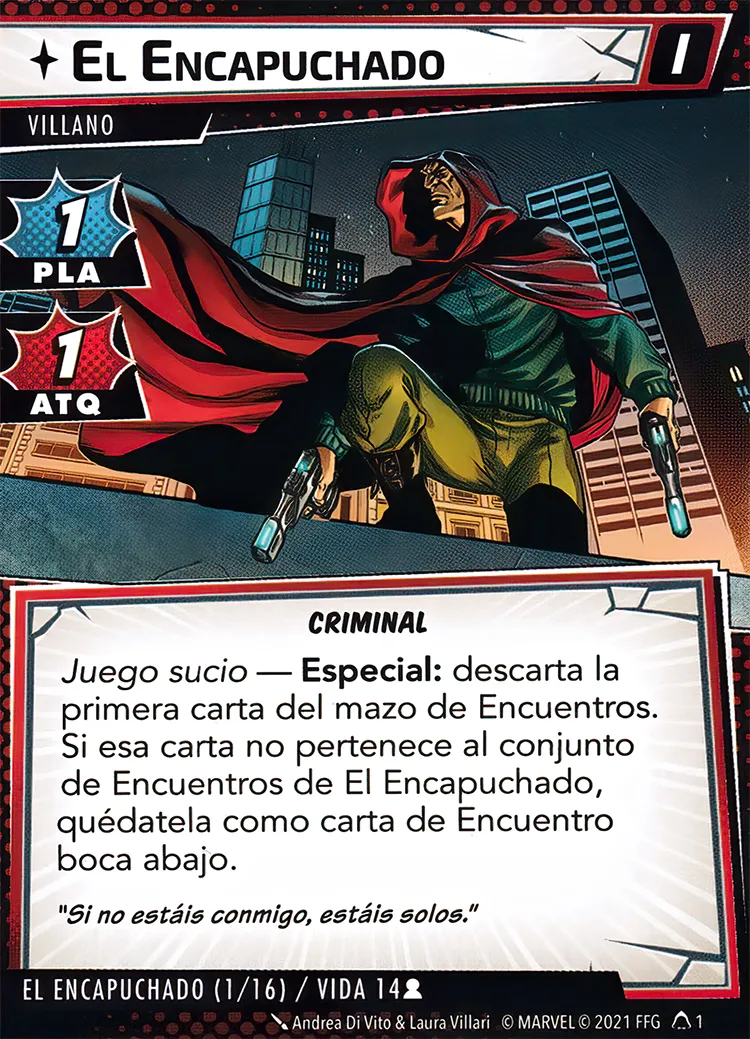 El Encapuchado
I
VILLANO
1
PLA
1
ATQ
CRIMINAL
Juego sucio — Especial: descarta la
primera carta del mazo de Encuentros.
Si esa carta no pertenece al conjunto
de Encuentros de El Encapuchado,
quédatela como carta de Encuentro
boca abajo.
"Si no estáis conmigo, estáis solos."
EL ENCAPUCHADO (1/16) / VIDA 14
Andrea Di Vito & Laura Villari © MARVEL © 2021 FFG 1